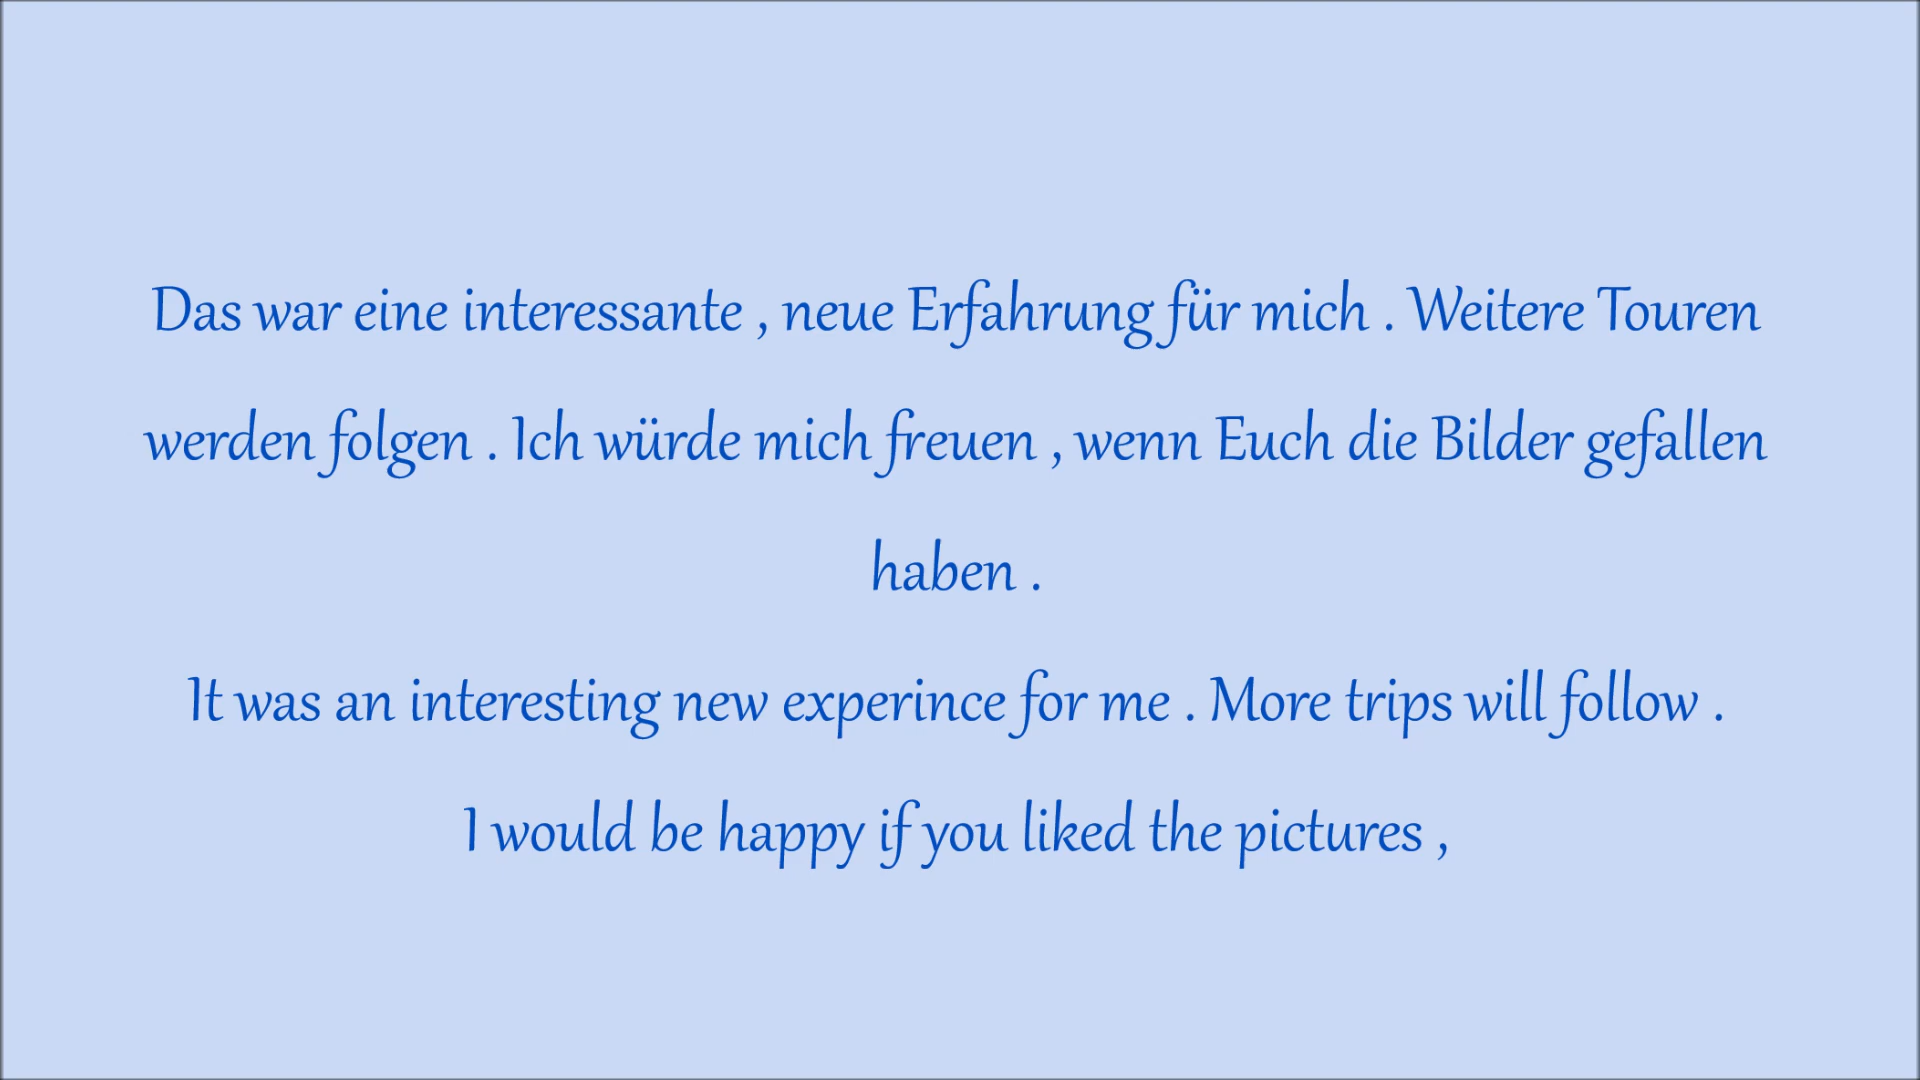 Das war eine interessante , neue Erfahrung für mich . Weitere Touren
werden folgen . Ich würde mich freuen , wenn Euch die Bilder gefallen
haben .
It was an interesting new experince for me . More trips will follow .
I would be happy if you liked the pictures ,